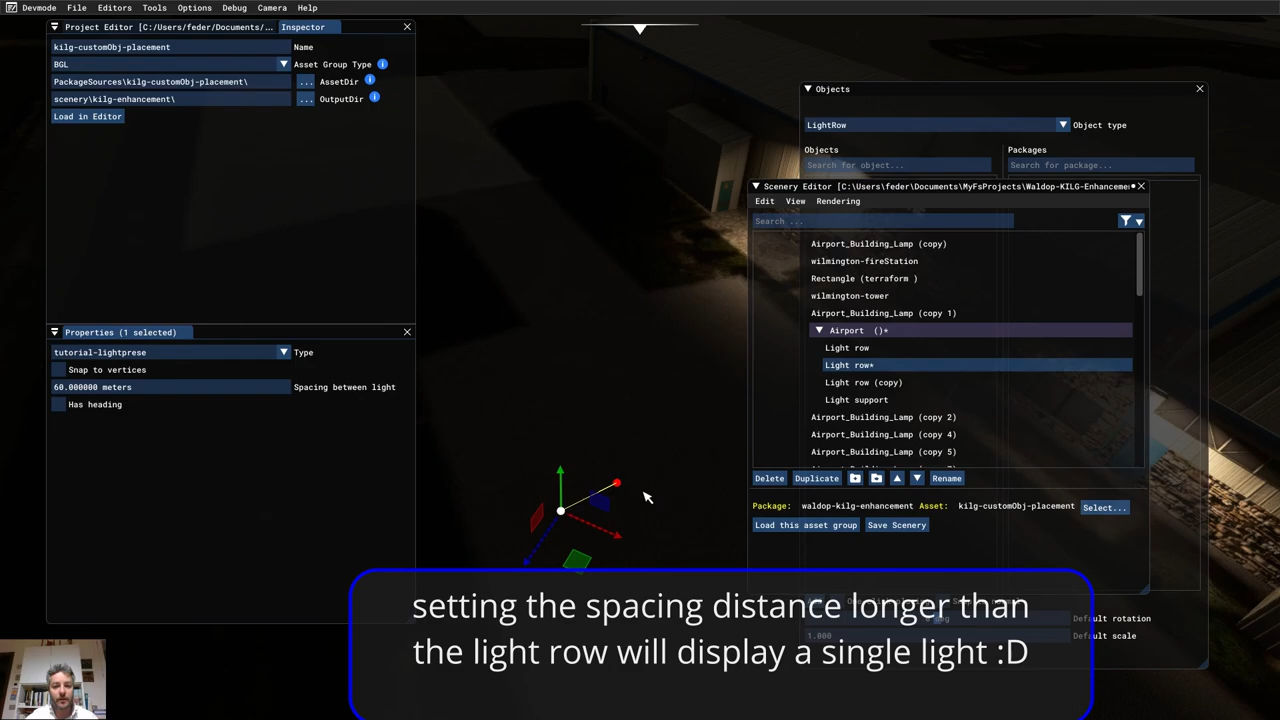 Devmode File Editors Tools Options Debug Camera Help
Project Editor [C:/Users/feder/Documents/... Inspector
kilg-customObj-placement Name
BGL Asset Group Type
PackageSources\kilg-customObj-placement\ ... AssetDir
scenery\kilg-enhancement\ ... OutputDir
Load in Editor
Properties (1 selected)
tutorial-lightprese Type
Snap to vertices
60.000000 meters Spacing between light
Has heading
Objects
LightRow Object type
Objects Packages
Search for object... Search for package...
Scenery Editor [C:\Users\feder\Documents\MyFsProjects\Waldop-KILG-Enhanceme
Edit View Rendering
Search ...
Airport_Building_Lamp (copy)
wilmington-fireStation
Rectangle (terraform )
wilmington-tower
Airport_Building_Lamp (copy 1)
Airport ()*
Light row
Light row*
Light row (copy)
Light support
Airport_Building_Lamp (copy 2)
Airport_Building_Lamp (copy 4)
Airport_Building_Lamp (copy 5)
Delete Duplicate Rename
Package: waldop-kilg-enhancement Asset: kilg-customObj-placement Select...
Load this asset group Save Scenery
Default rotation
1.000 Default scale
setting the spacing distance longer than
the light row will display a single light :D